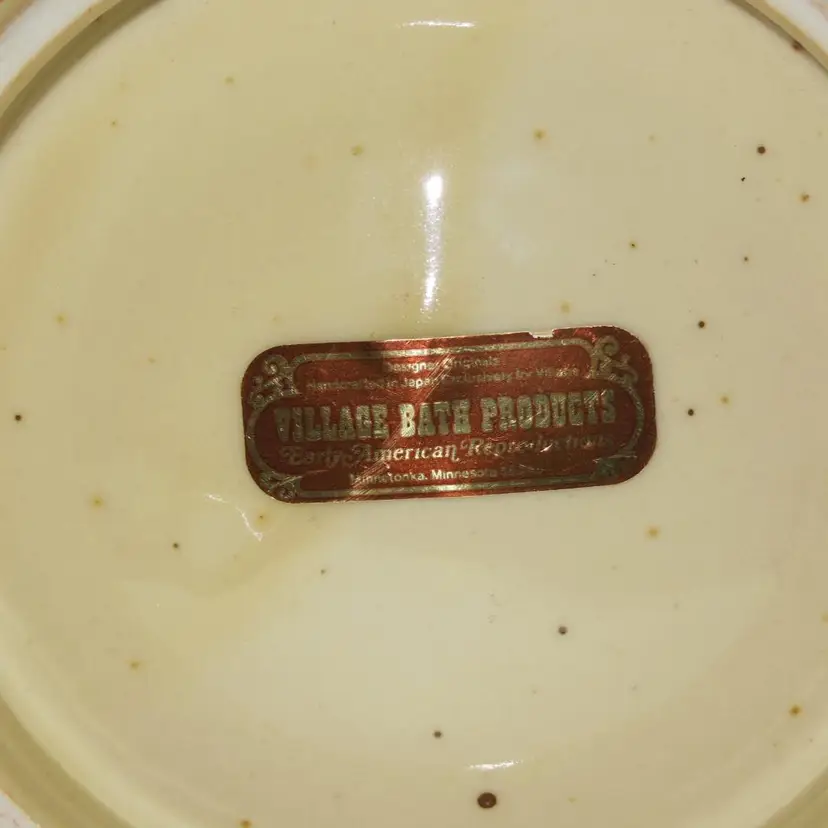 Designer Originals
Handcrafted in Japan Exclusively for Village
VILLAGE BATH PRODUCTS
Early American Reproductions
Minnetonka, Minnesota